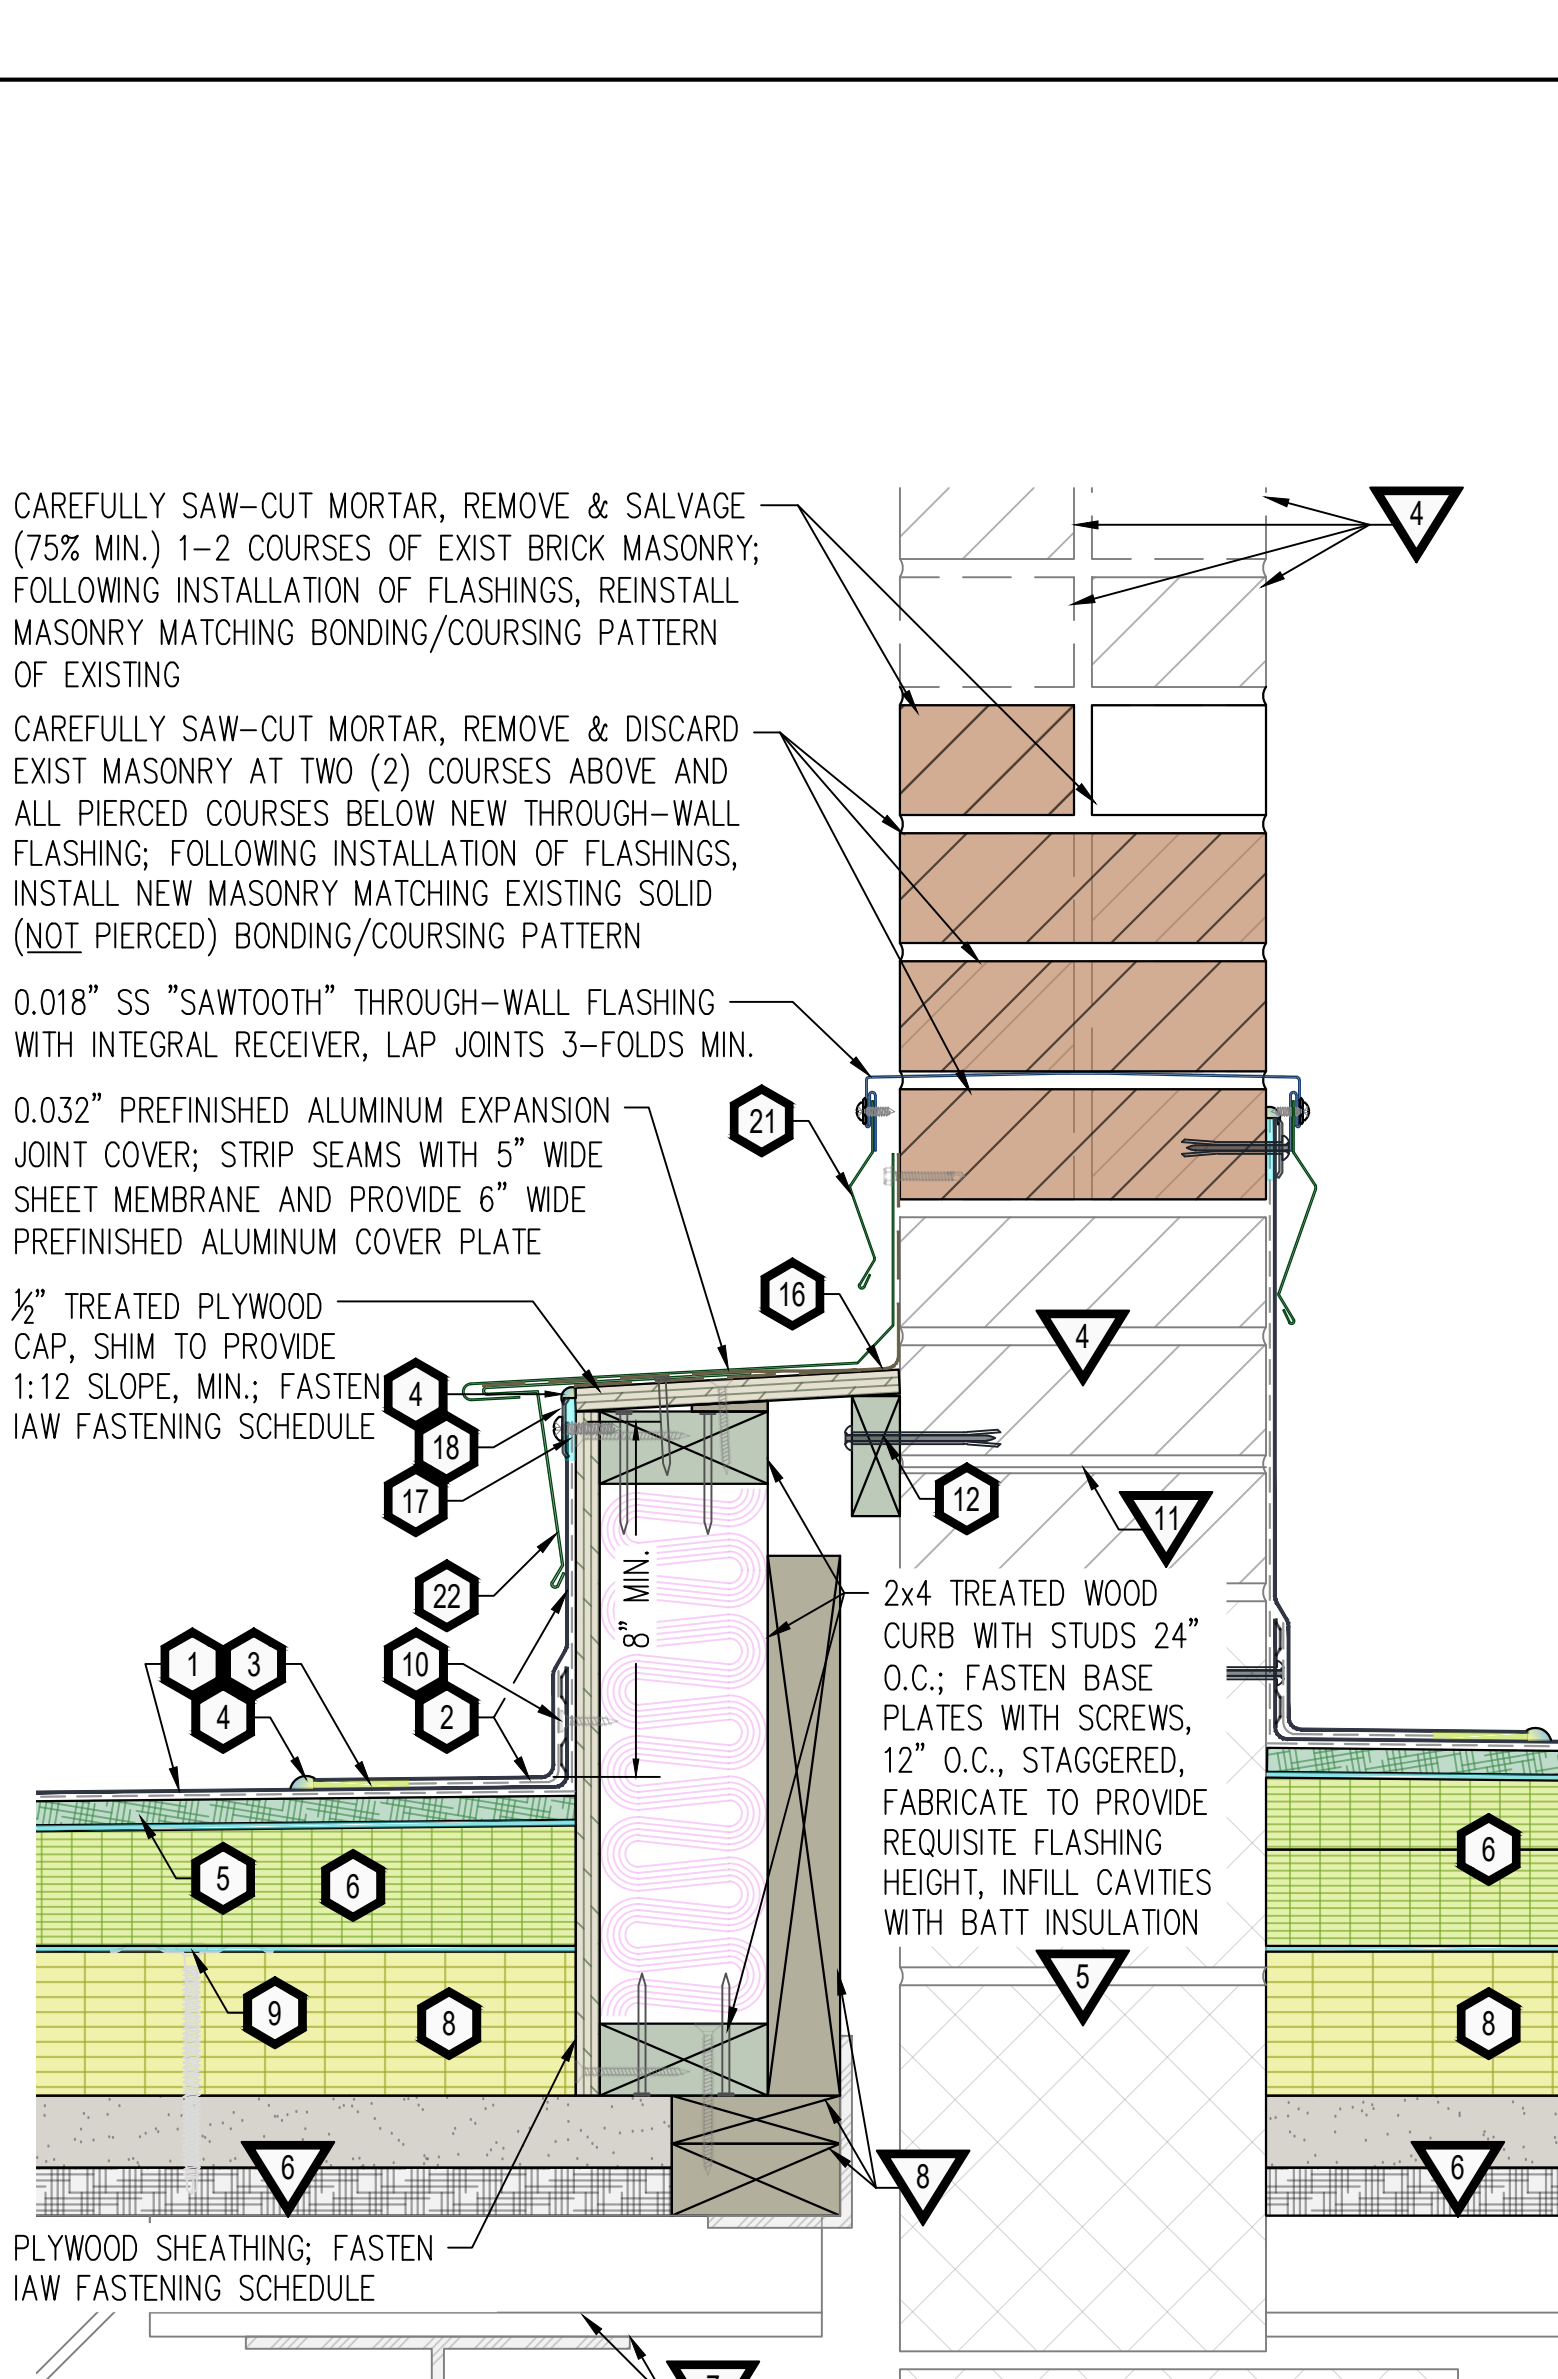 CAREFULLY SAW-CUT MORTAR, REMOVE & SALVAGE
(75% MIN.) 1-2 COURSES OF EXIST BRICK MASONRY;
FOLLOWING INSTALLATION OF FLASHINGS, REINSTALL
MASONRY MATCHING BONDING/COURSING PATTERN
OF EXISTING
4
CAREFULLY SAW-CUT MORTAR, REMOVE & DISCARD
EXIST MASONRY AT TWO (2) COURSES ABOVE AND
ALL PIERCED COURSES BELOW NEW THROUGH-WALL
FLASHING; FOLLOWING INSTALLATION OF FLASHINGS,
INSTALL NEW MASONRY MATCHING EXISTING SOLID
(NOT PIERCED) BONDING/COURSING PATTERN
0.018" SS "SAWTOOTH" THROUGH-WALL FLASHING
WITH INTEGRAL RECEIVER, LAP JOINTS 3-FOLDS MIN.
0.032" PREFINISHED ALUMINUM EXPANSION
JOINT COVER; STRIP SEAMS WITH 5" WIDE
SHEET MEMBRANE AND PROVIDE 6" WIDE
PREFINISHED ALUMINUM COVER PLATE
21
16
½" TREATED PLYWOOD
CAP, SHIM TO PROVIDE
1:12 SLOPE, MIN.; FASTEN
IAW FASTENING SCHEDULE
4
4
18
17
12
11
22
8" MIN.
1
3
4
10
2
2x4 TREATED WOOD
CURB WITH STUDS 24"
O.C.; FASTEN BASE
PLATES WITH SCREWS,
12" O.C., STAGGERED,
FABRICATE TO PROVIDE
REQUISITE FLASHING
HEIGHT, INFILL CAVITIES
WITH BATT INSULATION
5
6
6
5
9
8
8
6
8
6
PLYWOOD SHEATHING; FASTEN
IAW FASTENING SCHEDULE